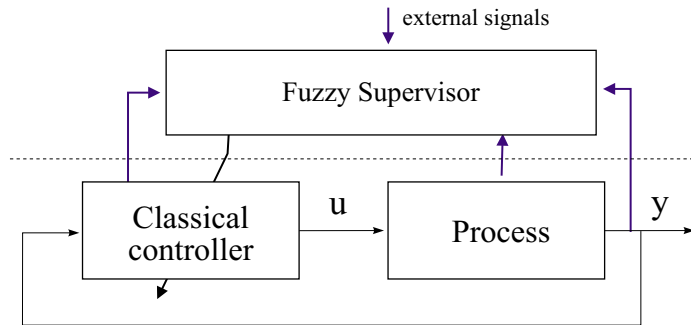 external signals
Fuzzy Supervisor
Classical
controller
u
Process
y